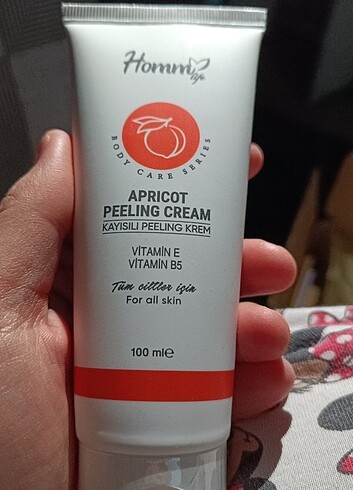 Homm
life
BODY CARE SERIES
APRICOT
PEELING CREAM
KAYISILI PEELING KREM
VİTAMİN E
VİTAMİN B5
Tüm ciltler için
For all skin
100 ml℮